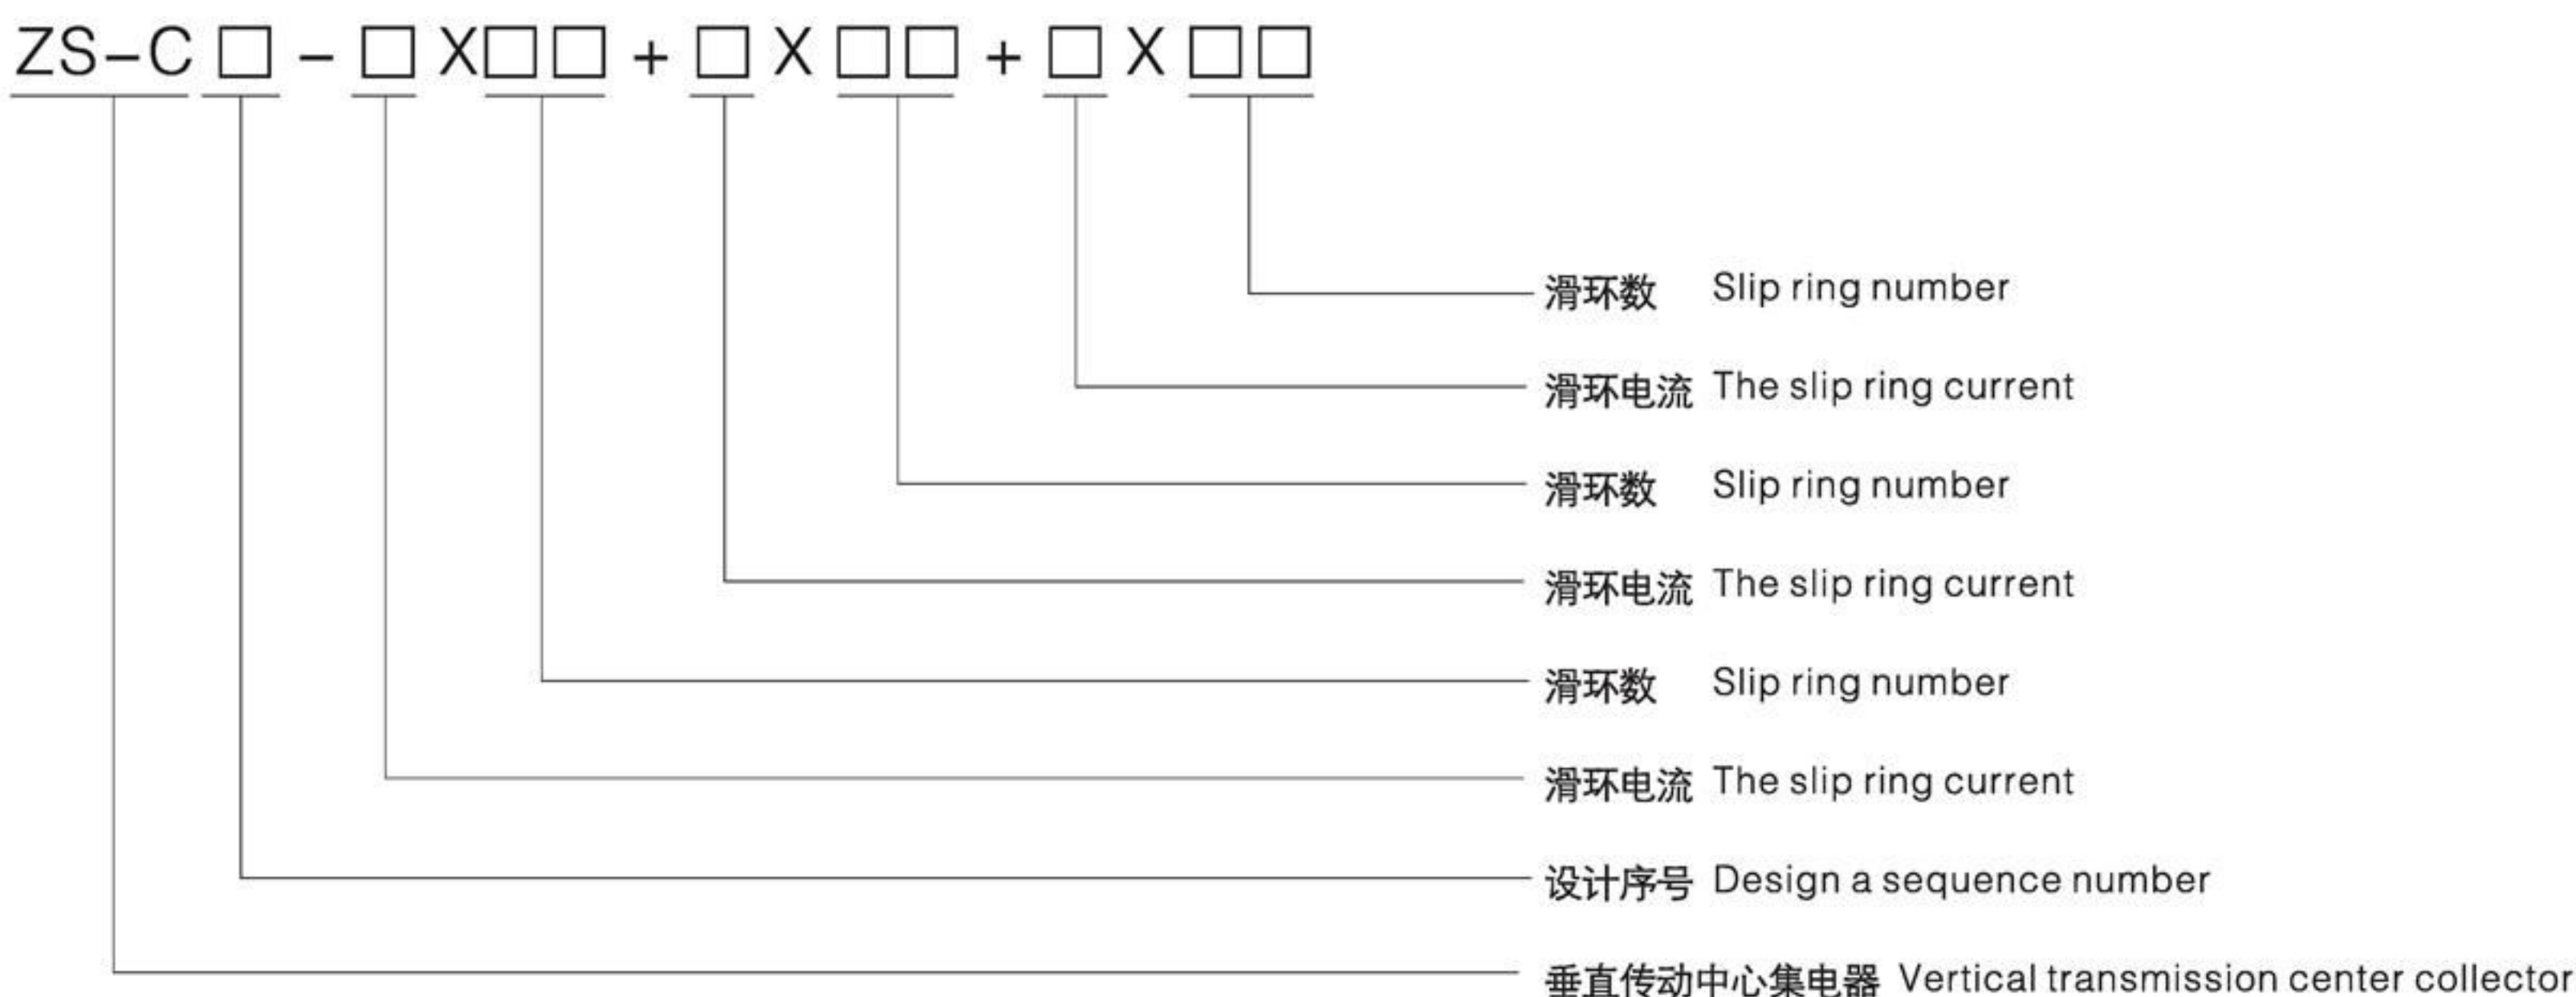 ZS-C □ - □ X□□ + □ X □□ + □ X □□
滑环数 Slip ring number
滑环电流 The slip ring current
滑环数 Slip ring number
滑环电流 The slip ring current
滑环数 Slip ring number
滑环电流 The slip ring current
设计序号 Design a sequence number
垂直传动中心集电器 Vertical transmission center collector